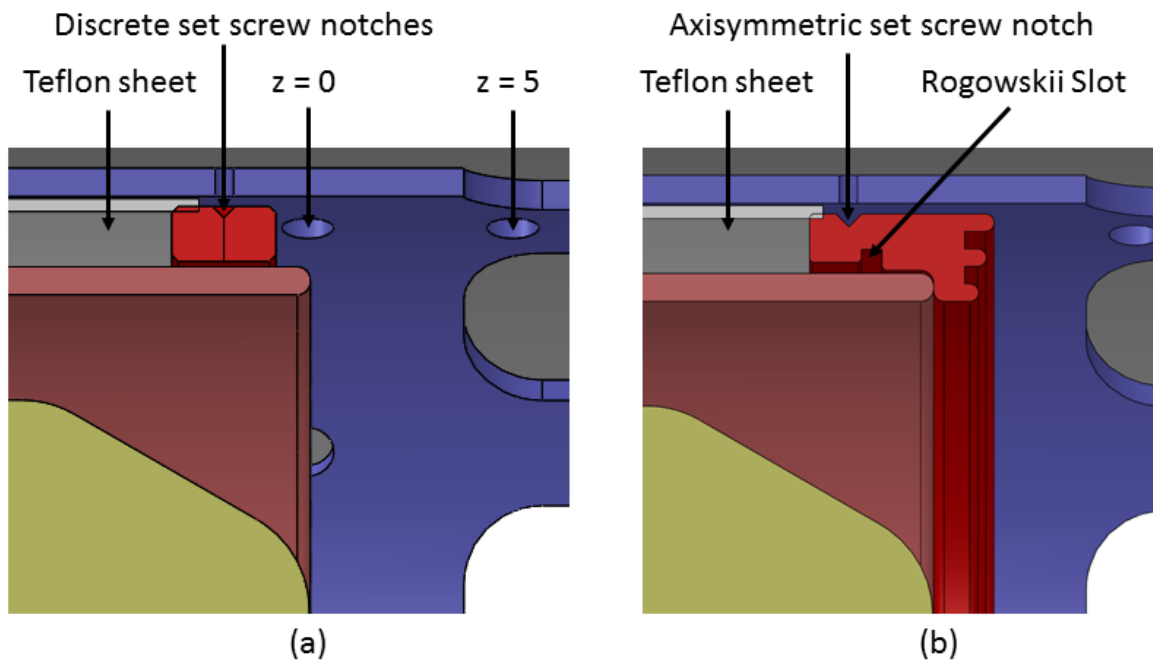 Discrete set screw notches
Teflon sheet
z = 0
z = 5
Axisymmetric set screw notch
Teflon sheet
Rogowskii Slot
(a)
(b)